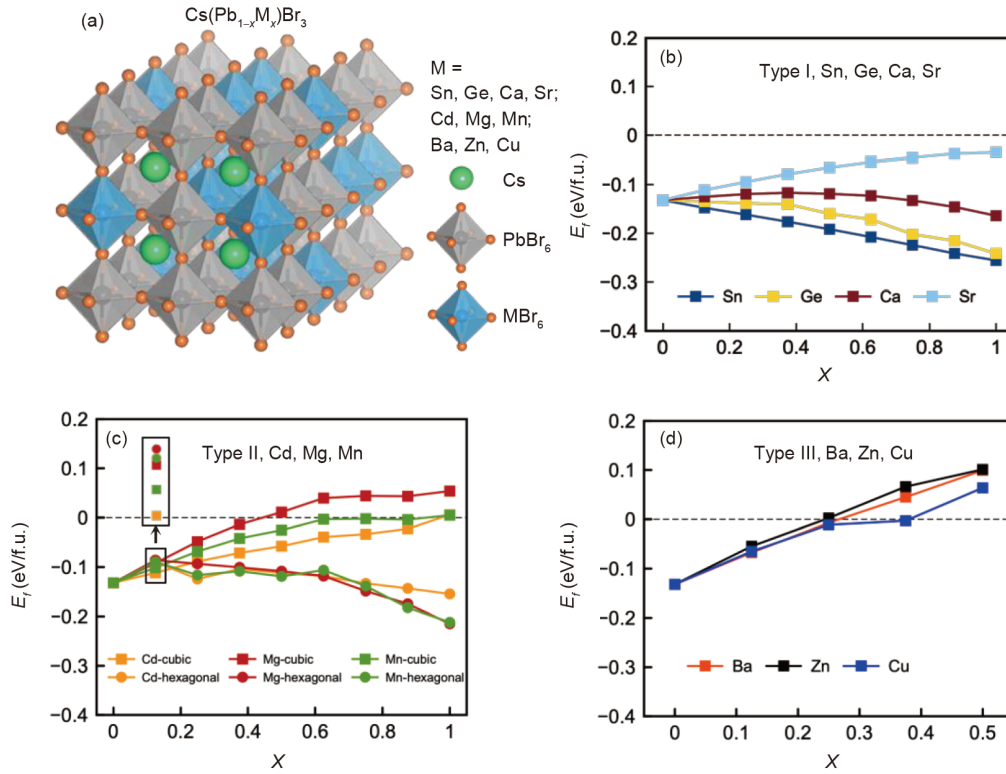 (a)
Cs(Pb₁₋ₓMₓ)Br₃
M =
Sn, Ge, Ca, Sr;
Cd, Mg, Mn;
Ba, Zn, Cu
Cs
PbBr₆
MBr₆
(b)
Type I, Sn, Ge, Ca, Sr
E_f (eV/f.u.)
0.2
0.1
0
−0.1
−0.2
−0.3
−0.4
Sn Ge Ca Sr
0 0.2 0.4 0.6 0.8 1
X
(c)
Type II, Cd, Mg, Mn
E_f (eV/f.u.)
0.2
0.1
0
−0.1
−0.2
−0.3
−0.4
Cd-cubic Mg-cubic Mn-cubic
Cd-hexagonal Mg-hexagonal Mn-hexagonal
0 0.2 0.4 0.6 0.8 1
X
(d)
Type III, Ba, Zn, Cu
E_f (eV/f.u.)
0.2
0.1
0
−0.1
−0.2
−0.3
−0.4
Ba Zn Cu
0 0.1 0.2 0.3 0.4 0.5
X